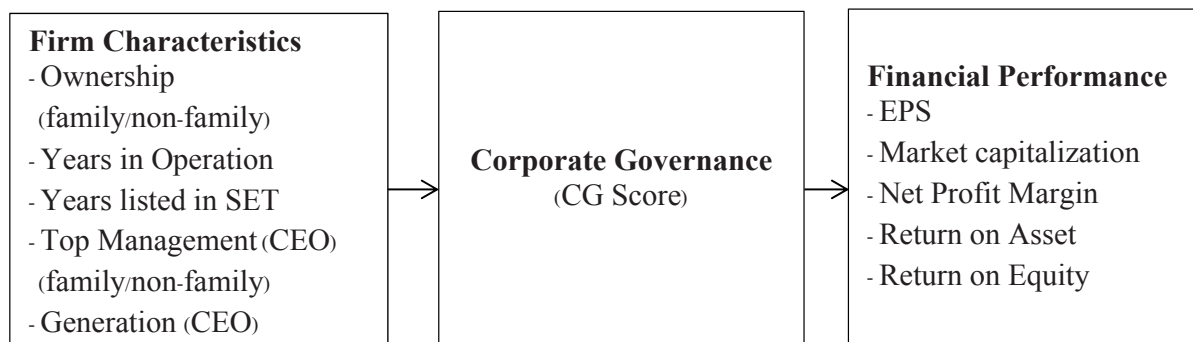 Firm Characteristics
- Ownership
(family/non-family)
- Years in Operation
- Years listed in SET
- Top Management (CEO)
(family/non-family)
- Generation (CEO)
Corporate Governance
(CG Score)
Financial Performance
- EPS
- Market capitalization
- Net Profit Margin
- Return on Asset
- Return on Equity